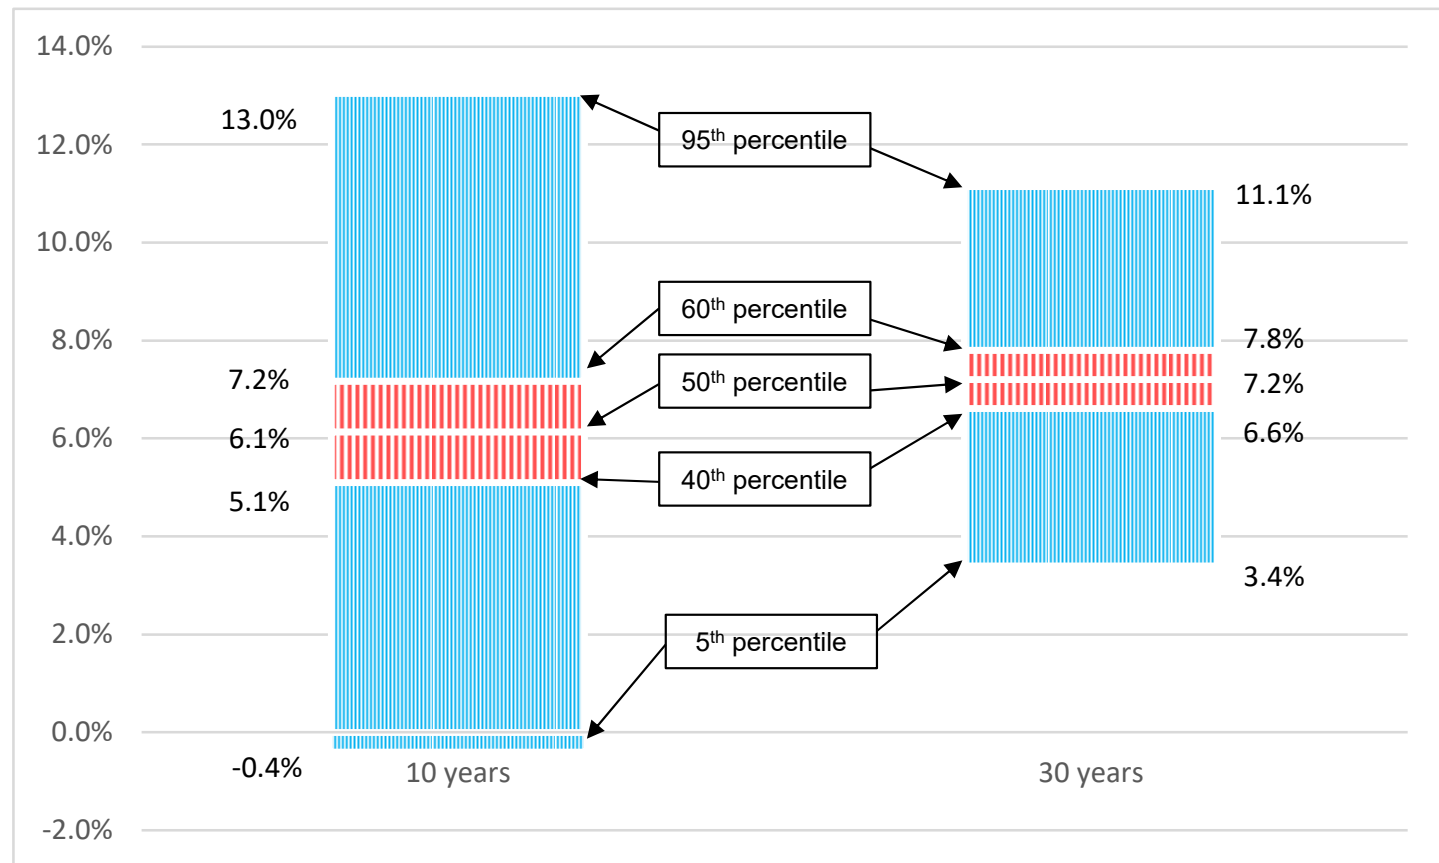 14.0%
13.0%
95th percentile
12.0%
11.1%
10.0%
60th percentile
8.0%
7.8%
7.2%
50th percentile
7.2%
6.1%
6.0%
6.6%
40th percentile
5.1%
4.0%
3.4%
2.0%
5th percentile
0.0%
-0.4%
10 years
30 years
-2.0%